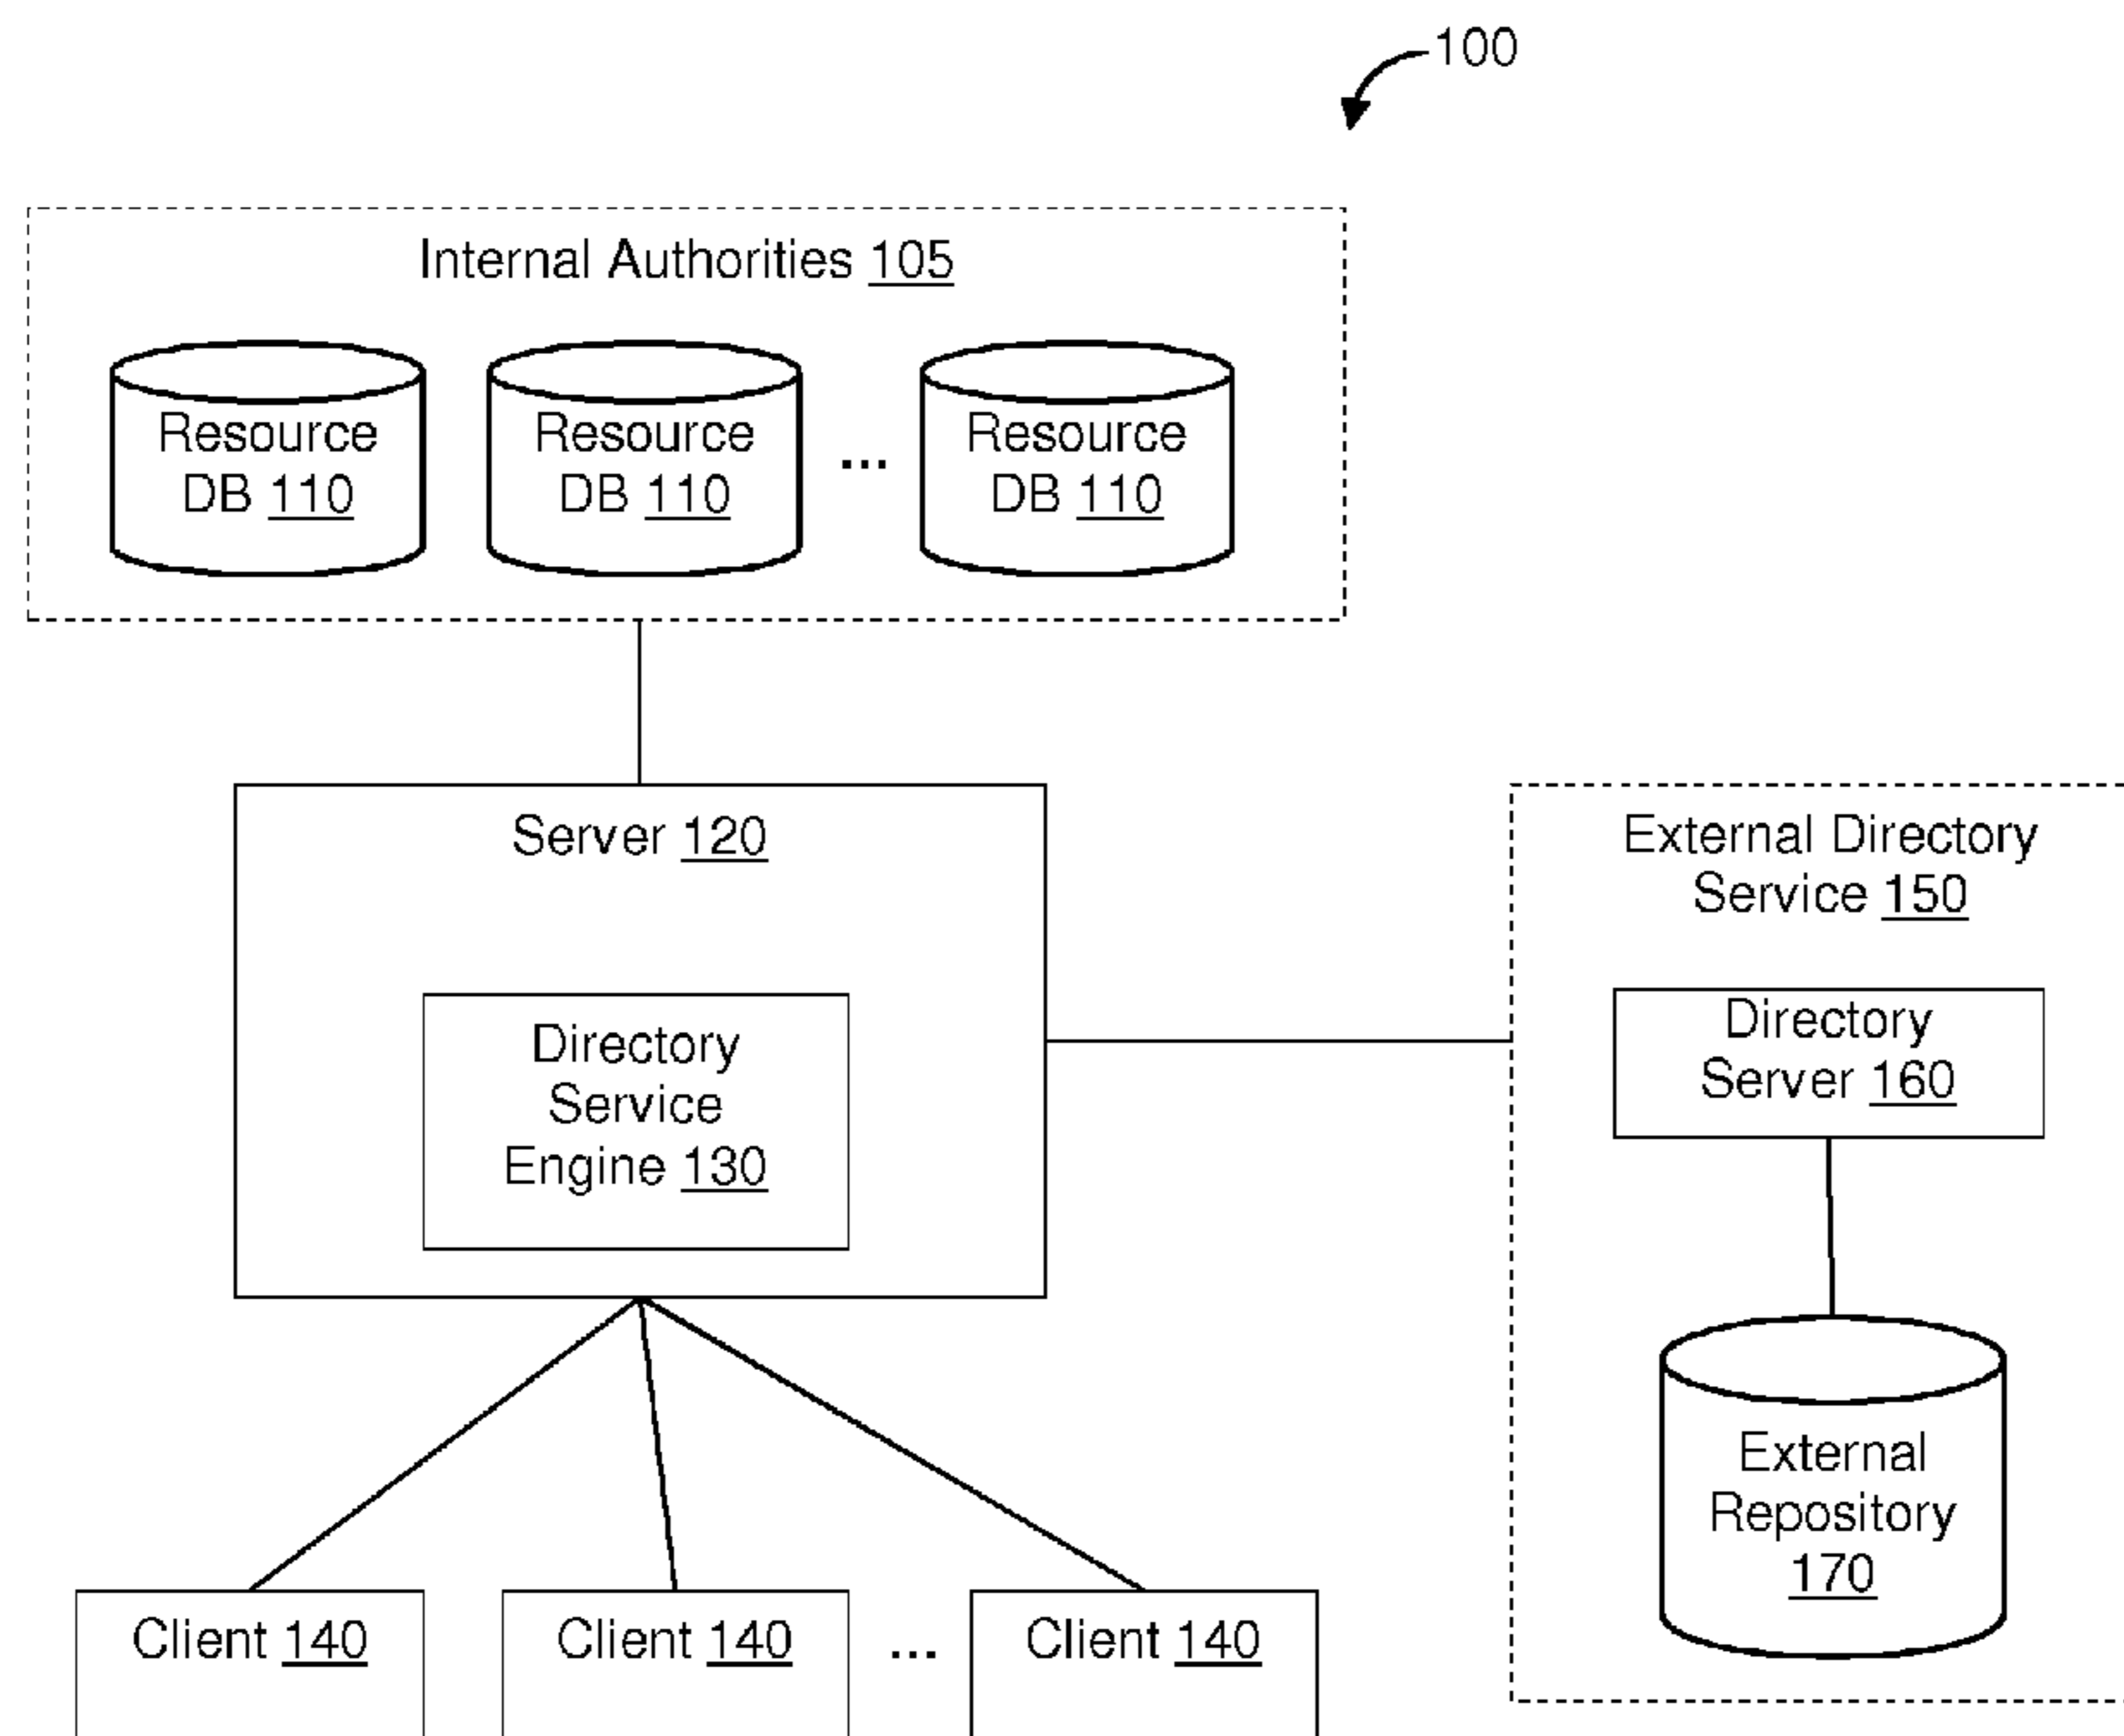 100
Internal Authorities 105
Resource
DB 110
Resource
DB 110
...
Resource
DB 110
Server 120
Directory
Service
Engine 130
External Directory
Service 150
Directory
Server 160
External
Repository
170
Client 140
Client 140
...
Client 140